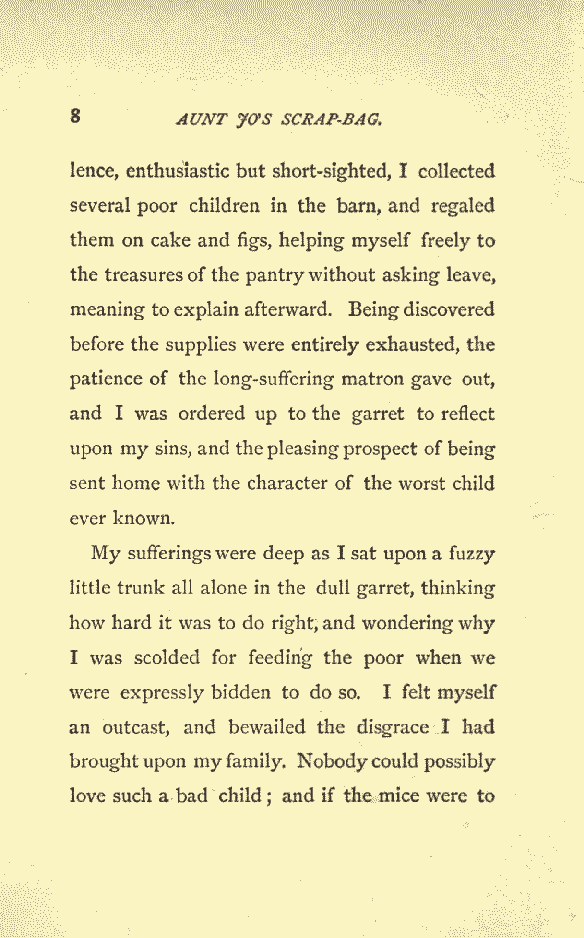 8 AUNT JO'S SCRAP-BAG.
lence, enthusiastic but short-sighted, I collected
several poor children in the barn, and regaled
them on cake and figs, helping myself freely to
the treasures of the pantry without asking leave,
meaning to explain afterward. Being discovered
before the supplies were entirely exhausted, the
patience of the long-suffering matron gave out,
and I was ordered up to the garret to reflect
upon my sins, and the pleasing prospect of being
sent home with the character of the worst child
ever known.
My sufferings were deep as I sat upon a fuzzy
little trunk all alone in the dull garret, thinking
how hard it was to do right, and wondering why
I was scolded for feeding the poor when we
were expressly bidden to do so. I felt myself
an outcast, and bewailed the disgrace I had
brought upon my family. Nobody could possibly
love such a bad child; and if the mice were to